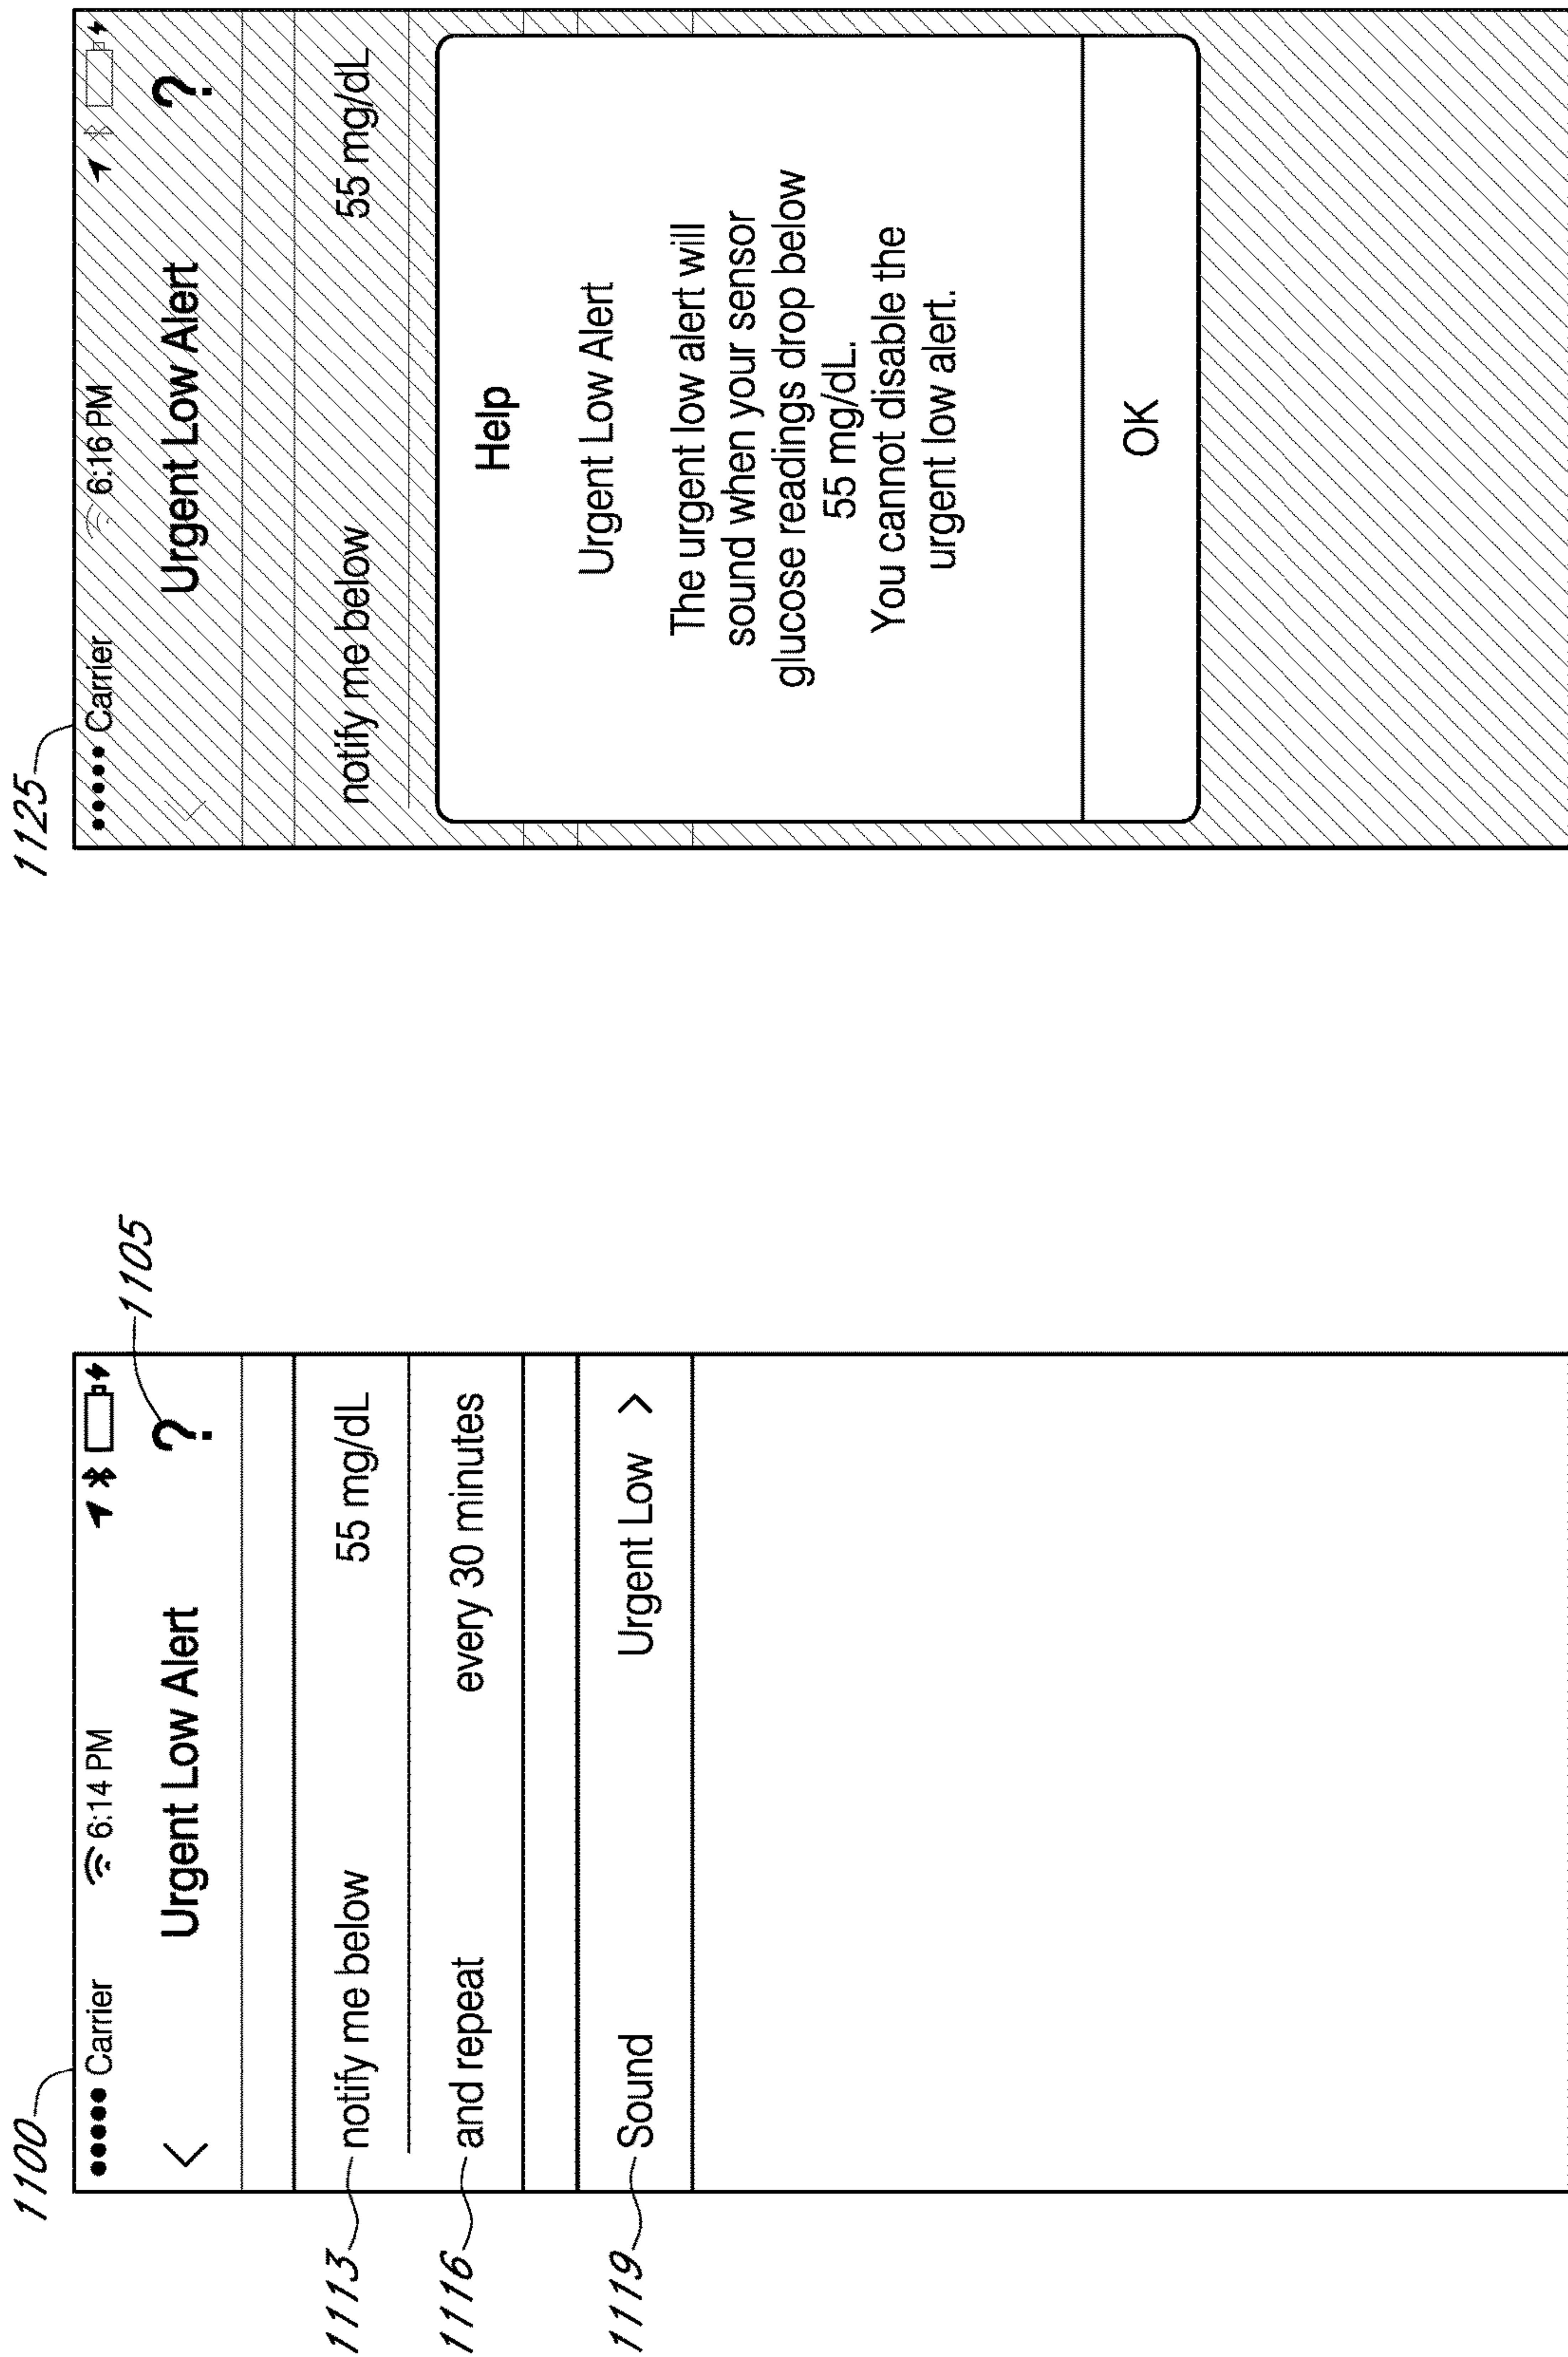 1100
●●●●● Carrier 6:14 PM
< Urgent Low Alert ?
1105
1113
notify me below 55 mg/dL
1116
and repeat every 30 minutes
1119
Sound Urgent Low >
1125
●●●●● Carrier 6:16 PM
< Urgent Low Alert ?
notify me below 55 mg/dL
Help
Urgent Low Alert
The urgent low alert will
sound when your sensor
glucose readings drop below
55 mg/dL.
You cannot disable the
urgent low alert.
OK